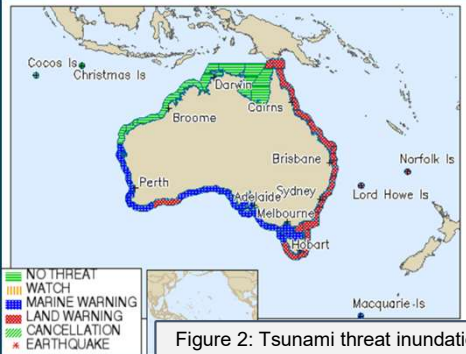 Cocos Is
Christmas Is
Darwin
Cairns
Broome
Brisbane
Norfolk Is
Perth
Adelaide
Sydney
Lord Howe Is
Melbourne
Hobart
Macquarie Is
NO THREAT
WATCH
MARINE WARNING
LAND WARNING
CANCELLATION
EARTHQUAKE
Figure 2: Tsunami threat inundati